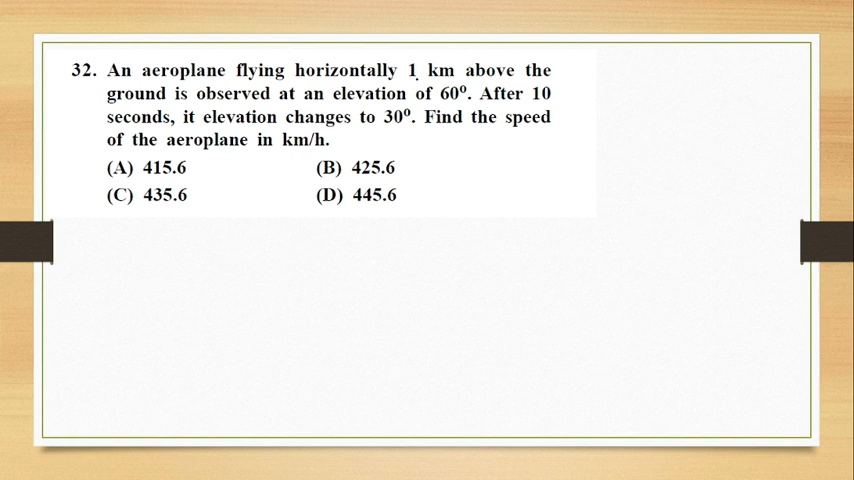 32. An aeroplane flying horizontally 1 km above the
ground is observed at an elevation of 60⁰. After 10
seconds, it elevation changes to 30⁰. Find the speed
of the aeroplane in km/h.
(A) 415.6 (B) 425.6
(C) 435.6 (D) 445.6